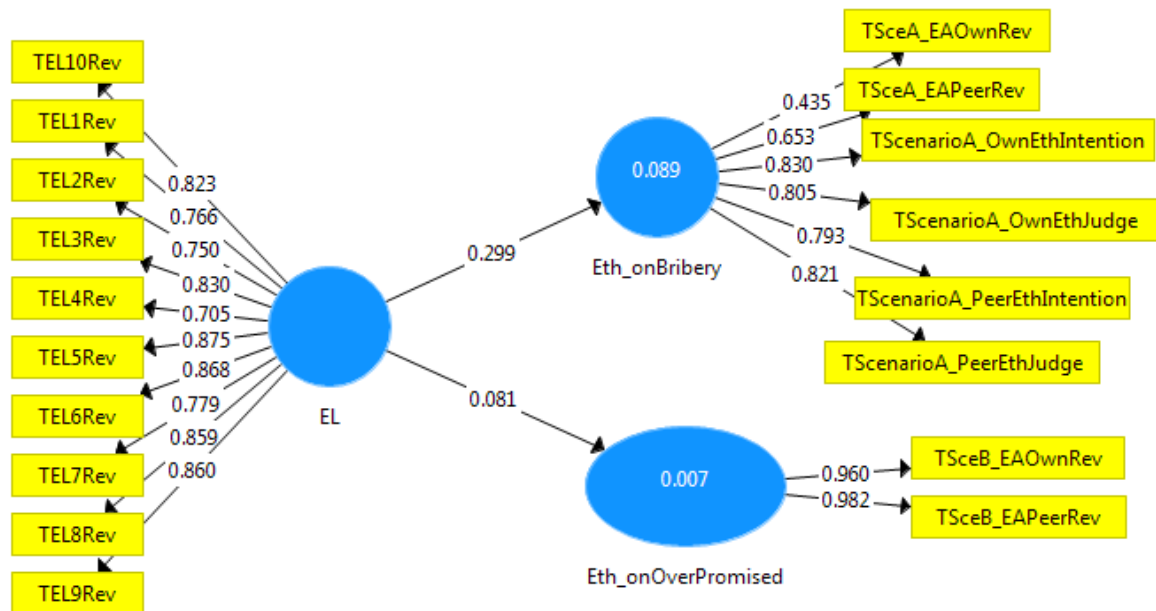 TEL10Rev
TEL1Rev
TEL2Rev
TEL3Rev
TEL4Rev
TEL5Rev
TEL6Rev
TEL7Rev
TEL8Rev
TEL9Rev
0.823
0.766
0.750
0.830
0.705
0.875
0.868
0.779
0.859
0.860
EL
0.299
0.081
0.089
Eth_onBribery
0.007
Eth_onOverPromised
0.435
0.653
0.830
0.805
0.793
0.821
TSceA_EAOwnRev
TSceA_EAPeerRev
TScenarioA_OwnEthIntention
TScenarioA_OwnEthJudge
TScenarioA_PeerEthIntention
TScenarioA_PeerEthJudge
0.960
0.982
TSceB_EAOwnRev
TSceB_EAPeerRev